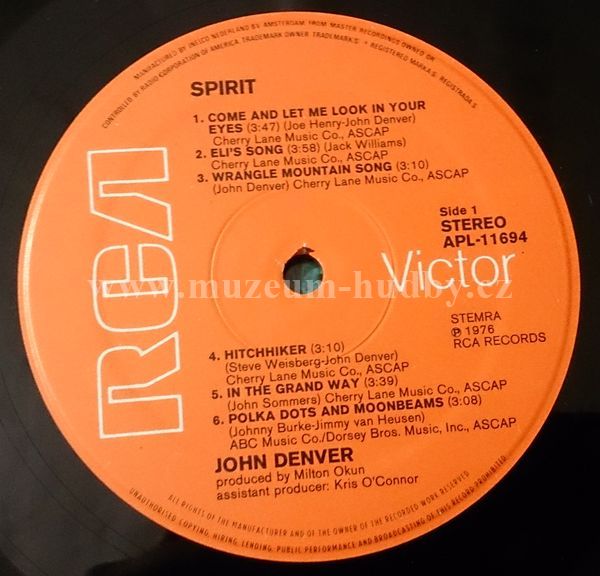 MANUFACTURED BY INELCO NEDERLAND BV. AMSTERDAM FROM MASTER RECORDINGS OWNED OR
CONTROLLED BY RADIO CORPORATION OF AMERICA. TRADEMARK OWNER TRADEMARK'S • REGISTERED MARKA'S REGISTRADA'S
SPIRIT
1. COME AND LET ME LOOK IN YOUR
EYES (3:47) (Joe Henry-John Denver)
Cherry Lane Music Co., ASCAP
2. ELI'S SONG (3:58) (Jack Williams)
Cherry Lane Music Co., ASCAP
3. WRANGLE MOUNTAIN SONG (3:10)
(John Denver) Cherry Lane Music Co., ASCAP
RCA
Side 1
STEREO
APL-11694
Victor
www.muzeum-hudby.cz
STEMRA
℗ 1976
RCA RECORDS
4. HITCHHIKER (3:10)
(Steve Weisberg-John Denver)
Cherry Lane Music Co., ASCAP
5. IN THE GRAND WAY (3:39)
(John Sommers) Cherry Lane Music Co., ASCAP
6. POLKA DOTS AND MOONBEAMS (3:08)
(Johnny Burke-Jimmy van Heusen)
ABC Music Co./Dorsey Bros. Music, Inc., ASCAP
JOHN DENVER
produced by Milton Okun
assistant producer: Kris O'Connor
ALL RIGHTS OF THE MANUFACTURER AND OF THE OWNER OF THE RECORDED WORK RESERVED
UNAUTHORISED COPYING, HIRING, LENDING, PUBLIC PERFORMANCE AND BROADCASTING OF THIS RECORD PROHIBITED